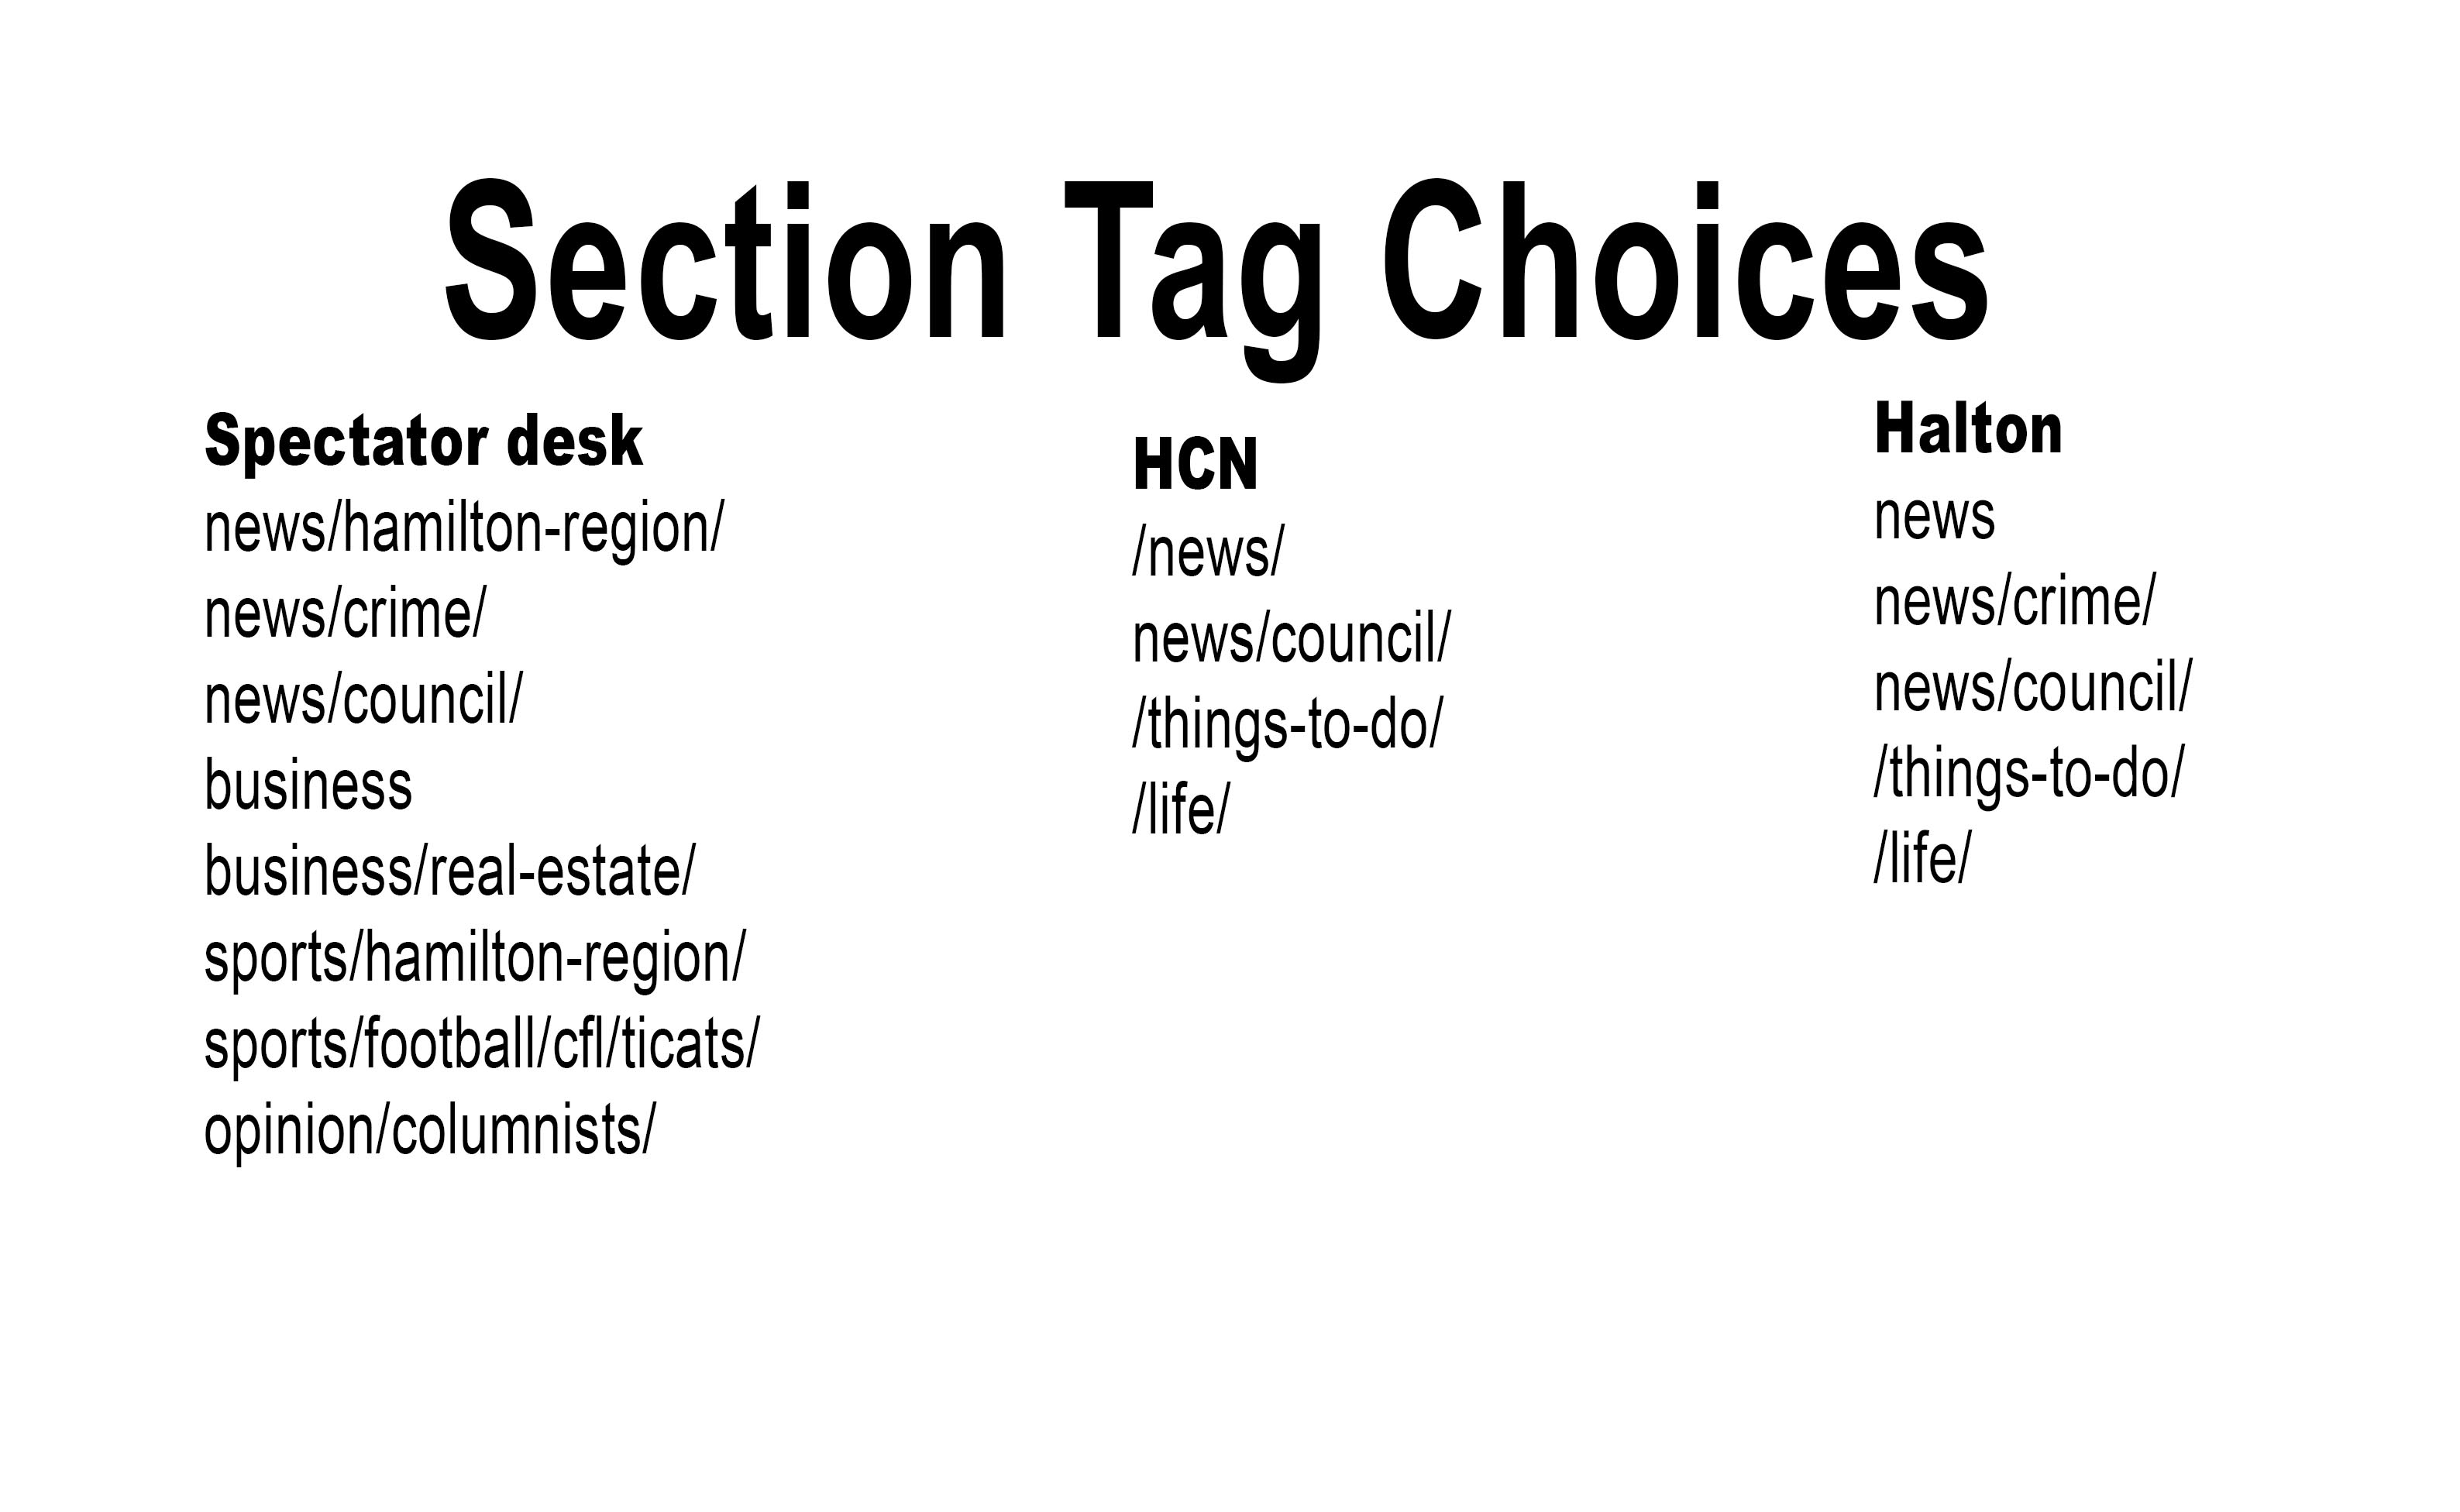 Section Tag Choices
Spectator desk
news/hamilton-region/
news/crime/
news/council/
business
business/real-estate/
sports/hamilton-region/
sports/football/cfl/ticats/
opinion/columnists/
HCN
/news/
news/council/
/things-to-do/
/life/
Halton
news
news/crime/
news/council/
/things-to-do/
/life/